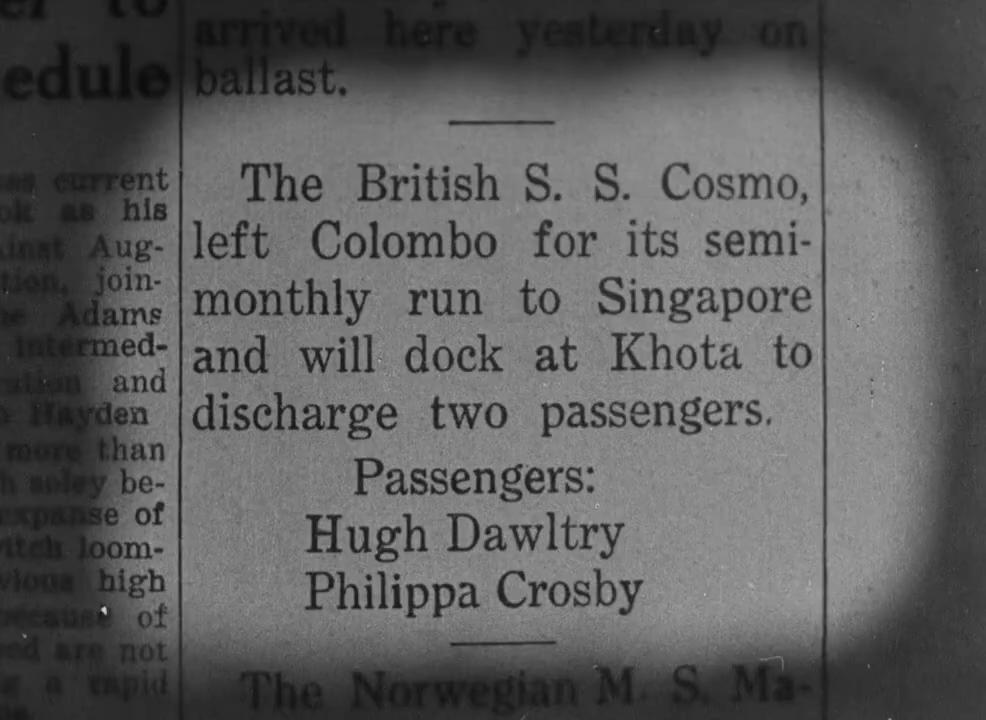 edule
arrived here yesterday on
ballast.
The British S. S. Cosmo,
left Colombo for its semi-
monthly run to Singapore
and will dock at Khota to
discharge two passengers.
Passengers:
Hugh Dawltry
Philippa Crosby
The Norwegian M. S. Ma-
current
as his
Aug-
join-
Adams
intermed-
and
Hayden
more than
soley be-
expanse of
loom-
high
because of
are not
a rapid